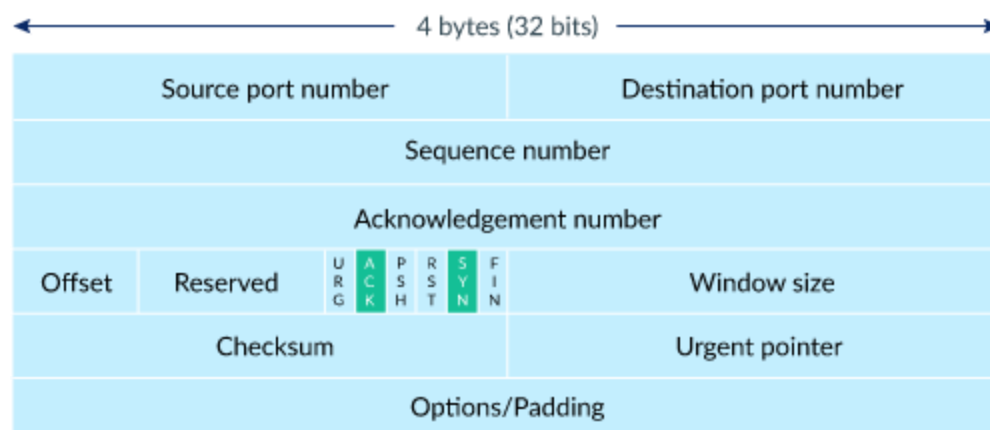 4 bytes (32 bits)
Source port number Destination port number
Sequence number
Acknowledgement number
Offset Reserved URG ACK PSH RST SYN FIN Window size
Checksum Urgent pointer
Options/Padding